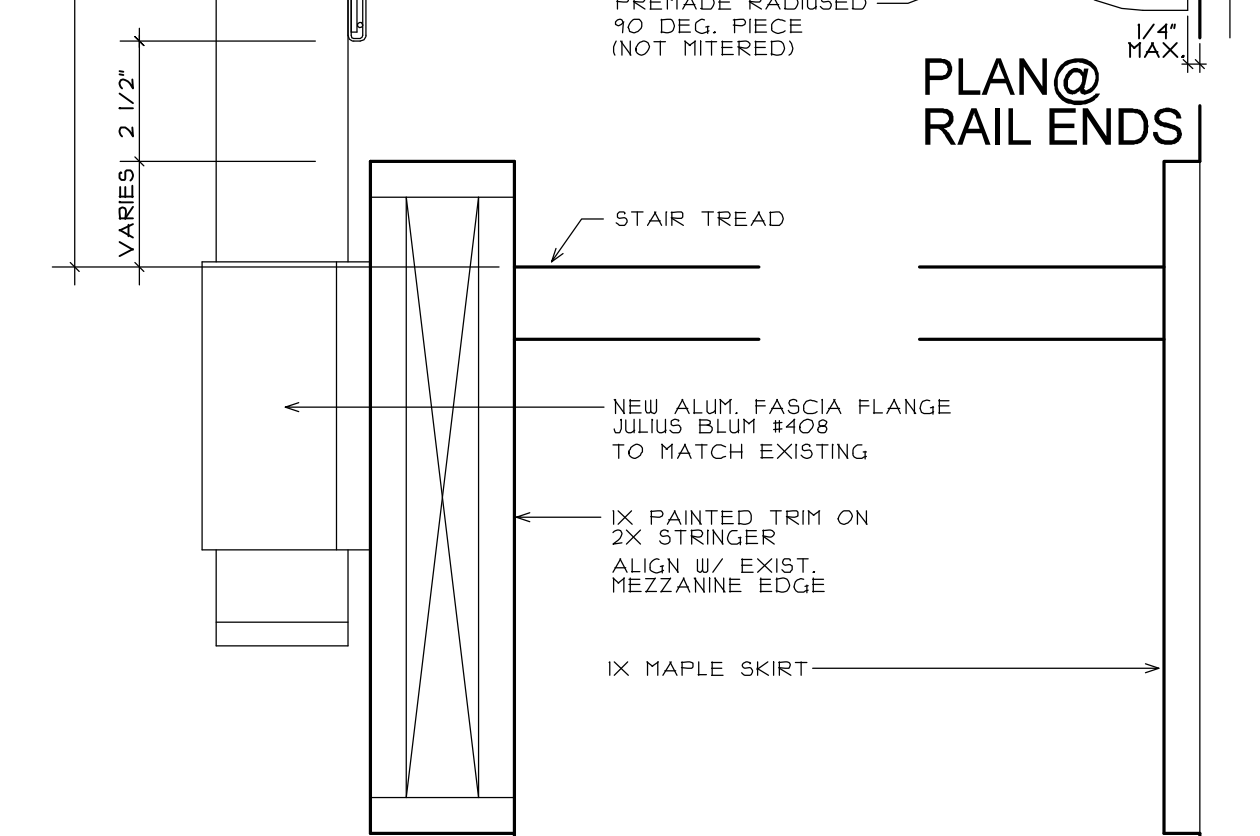 PREMADE RADIUSED
90 DEG. PIECE
(NOT MITERED)
1/4"
MAX.
PLAN@
RAIL ENDS
2 1/2"
VARIES
STAIR TREAD
NEW ALUM. FASCIA FLANGE
JULIUS BLUM #408
TO MATCH EXISTING
1X PAINTED TRIM ON
2X STRINGER
ALIGN W/ EXIST.
MEZZANINE EDGE
1X MAPLE SKIRT